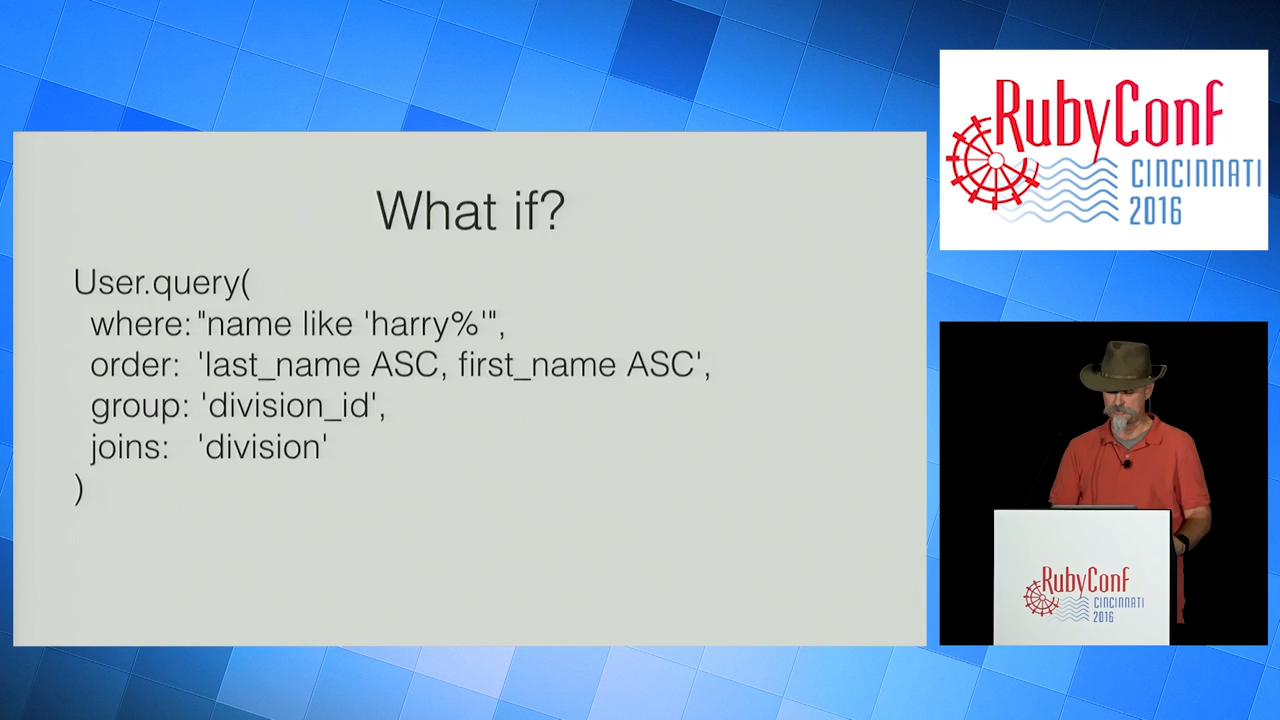 What if?
User.query(
where: "name like 'harry%'",
order: 'last_name ASC, first_name ASC',
group: 'division_id',
joins: 'division'
)
RubyConf
CINCINNATI
2016
RubyConf
CINCINNATI
2016